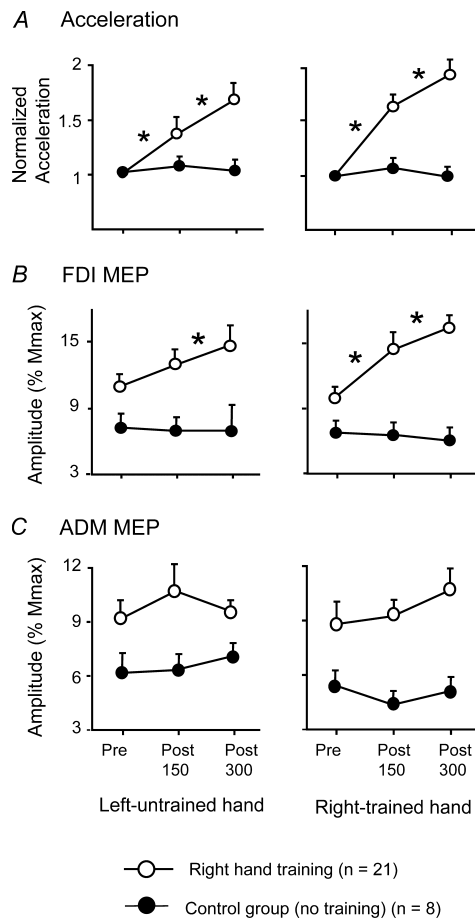 A Acceleration
Normalized
Acceleration
2
1.5
1
*
*
*
*
B FDI MEP
Amplitude (% Mmax)
15
9
3
*
*
*
C ADM MEP
Amplitude (% Mmax)
12
9
6
3
Pre
Post
150
Post
300
Pre
Post
150
Post
300
Left-untrained hand
Right-trained hand
Right hand training (n = 21)
Control group (no training) (n = 8)